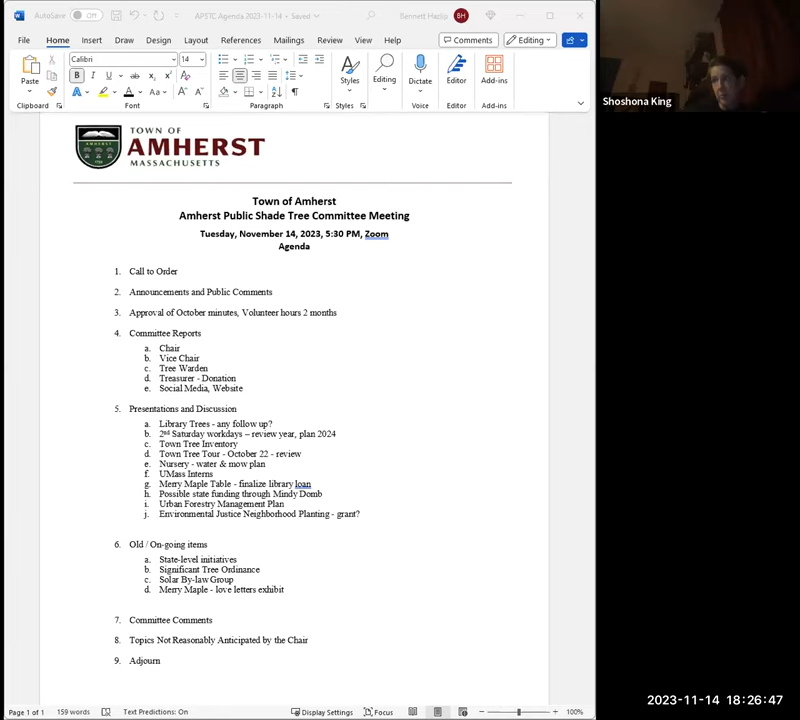 AutoSave Off APSTC Agenda 2023-11-14 – Saved Bennett Hazlip BH
File Home Insert Draw Design Layout References Mailings Review View Help Comments Editing
Calibri 14
Paste
B I U ab x₂ x²
A A Aa A A
Styles Editing Dictate Editor Add-ins
Clipboard Font Paragraph Styles Voice Editor Add-ins
Shoshona King
TOWN OF
AMHERST
MASSACHUSETTS
AMHERST
Town of Amherst
Amherst Public Shade Tree Committee Meeting
Tuesday, November 14, 2023, 5:30 PM, Zoom
Agenda
1. Call to Order
2. Announcements and Public Comments
3. Approval of October minutes, Volunteer hours 2 months
4. Committee Reports
a. Chair
b. Vice Chair
c. Tree Warden
d. Treasurer - Donation
e. Social Media, Website
5. Presentations and Discussion
a. Library Trees - any follow up?
b. 2nd Saturday workdays – review year, plan 2024
c. Town Tree Inventory
d. Town Tree Tour - October 22 - review
e. Nursery - water & mow plan
f. UMass Interns
g. Merry Maple Table - finalize library loan
h. Possible state funding through Mindy Domb
i. Urban Forestry Management Plan
j. Environmental Justice Neighborhood Planting - grant?
6. Old / On-going items
a. State-level initiatives
b. Significant Tree Ordinance
c. Solar By-law Group
d. Merry Maple - love letters exhibit
7. Committee Comments
8. Topics Not Reasonably Anticipated by the Chair
9. Adjourn
Page 1 of 1 159 words Text Predictions: On Display Settings Focus 100%
2023-11-14 18:26:47